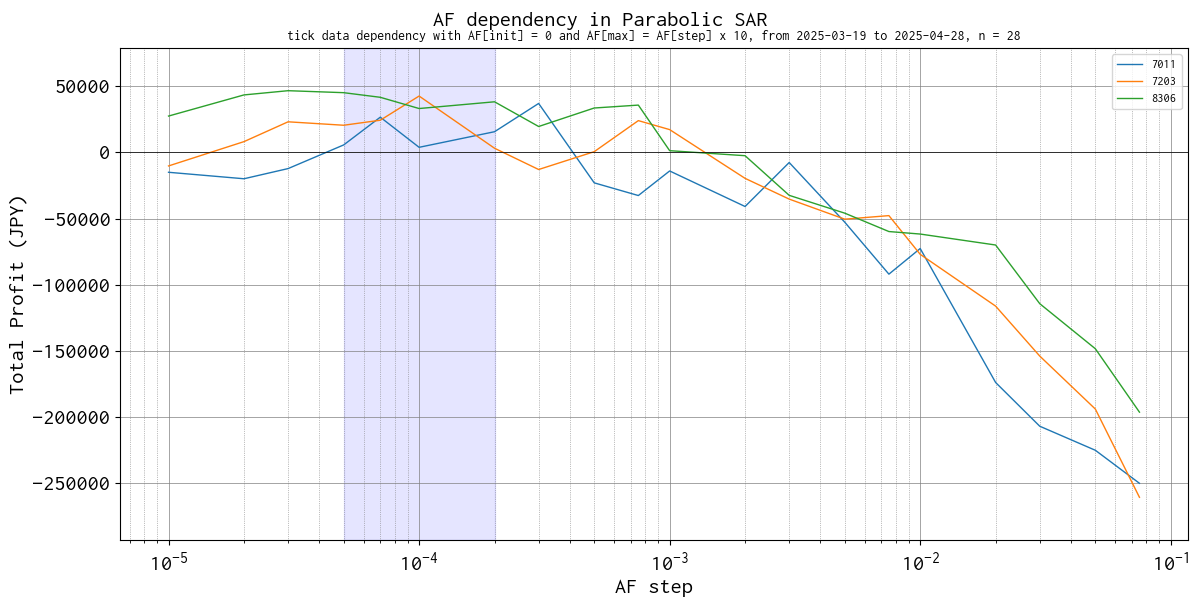 AF dependency in Parabolic SAR
tick data dependency with AF[init] = 0 and AF[max] = AF[step] x 10, from 2025-03-19 to 2025-04-28, n = 28
7011
7203
8306
50000
0
−50000
−100000
−150000
−200000
−250000
Total Profit (JPY)
10⁻⁵ 10⁻⁴ 10⁻³ 10⁻² 10⁻¹
AF step